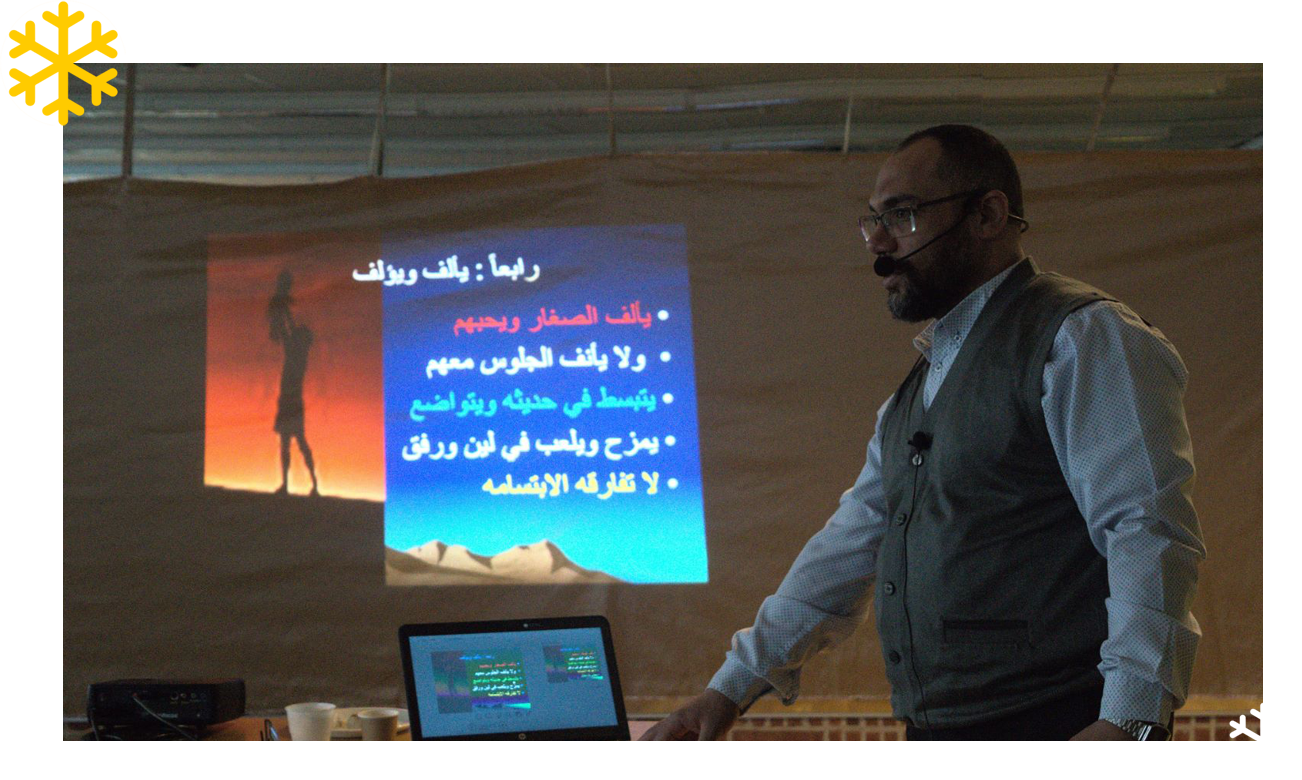 رابعاً : يألف ويؤلف
• يألف الصغار ويحبهم
• ولا يأنف الجلوس معهم
• يتبسط في حديثه ويتواضع
• يمزح ويلعب في لين ورفق
• لا تفارقه الابتسامه